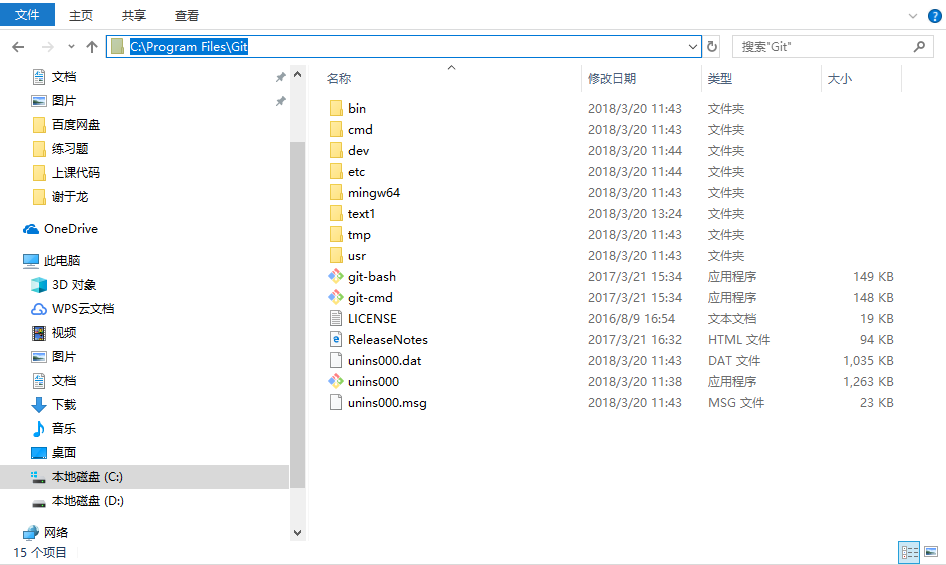 文件 主页 共享 查看
C:\Program Files\Git 搜索"Git"
文档
图片
百度网盘
练习题
上课代码
谢于龙
OneDrive
此电脑
3D 对象
WPS云文档
视频
图片
文档
下载
音乐
桌面
本地磁盘 (C:)
本地磁盘 (D:)
网络
名称 修改日期 类型 大小
bin 2018/3/20 11:43 文件夹
cmd 2018/3/20 11:43 文件夹
dev 2018/3/20 11:44 文件夹
etc 2018/3/20 11:44 文件夹
mingw64 2018/3/20 11:43 文件夹
text1 2018/3/20 13:24 文件夹
tmp 2018/3/20 11:43 文件夹
usr 2018/3/20 11:43 文件夹
git-bash 2017/3/21 15:34 应用程序 149 KB
git-cmd 2017/3/21 15:34 应用程序 148 KB
LICENSE 2016/8/9 16:54 文本文档 19 KB
ReleaseNotes 2017/3/21 16:32 HTML 文件 94 KB
unins000.dat 2018/3/20 11:43 DAT 文件 1,035 KB
unins000 2018/3/20 11:38 应用程序 1,263 KB
unins000.msg 2018/3/20 11:43 MSG 文件 23 KB
15 个项目